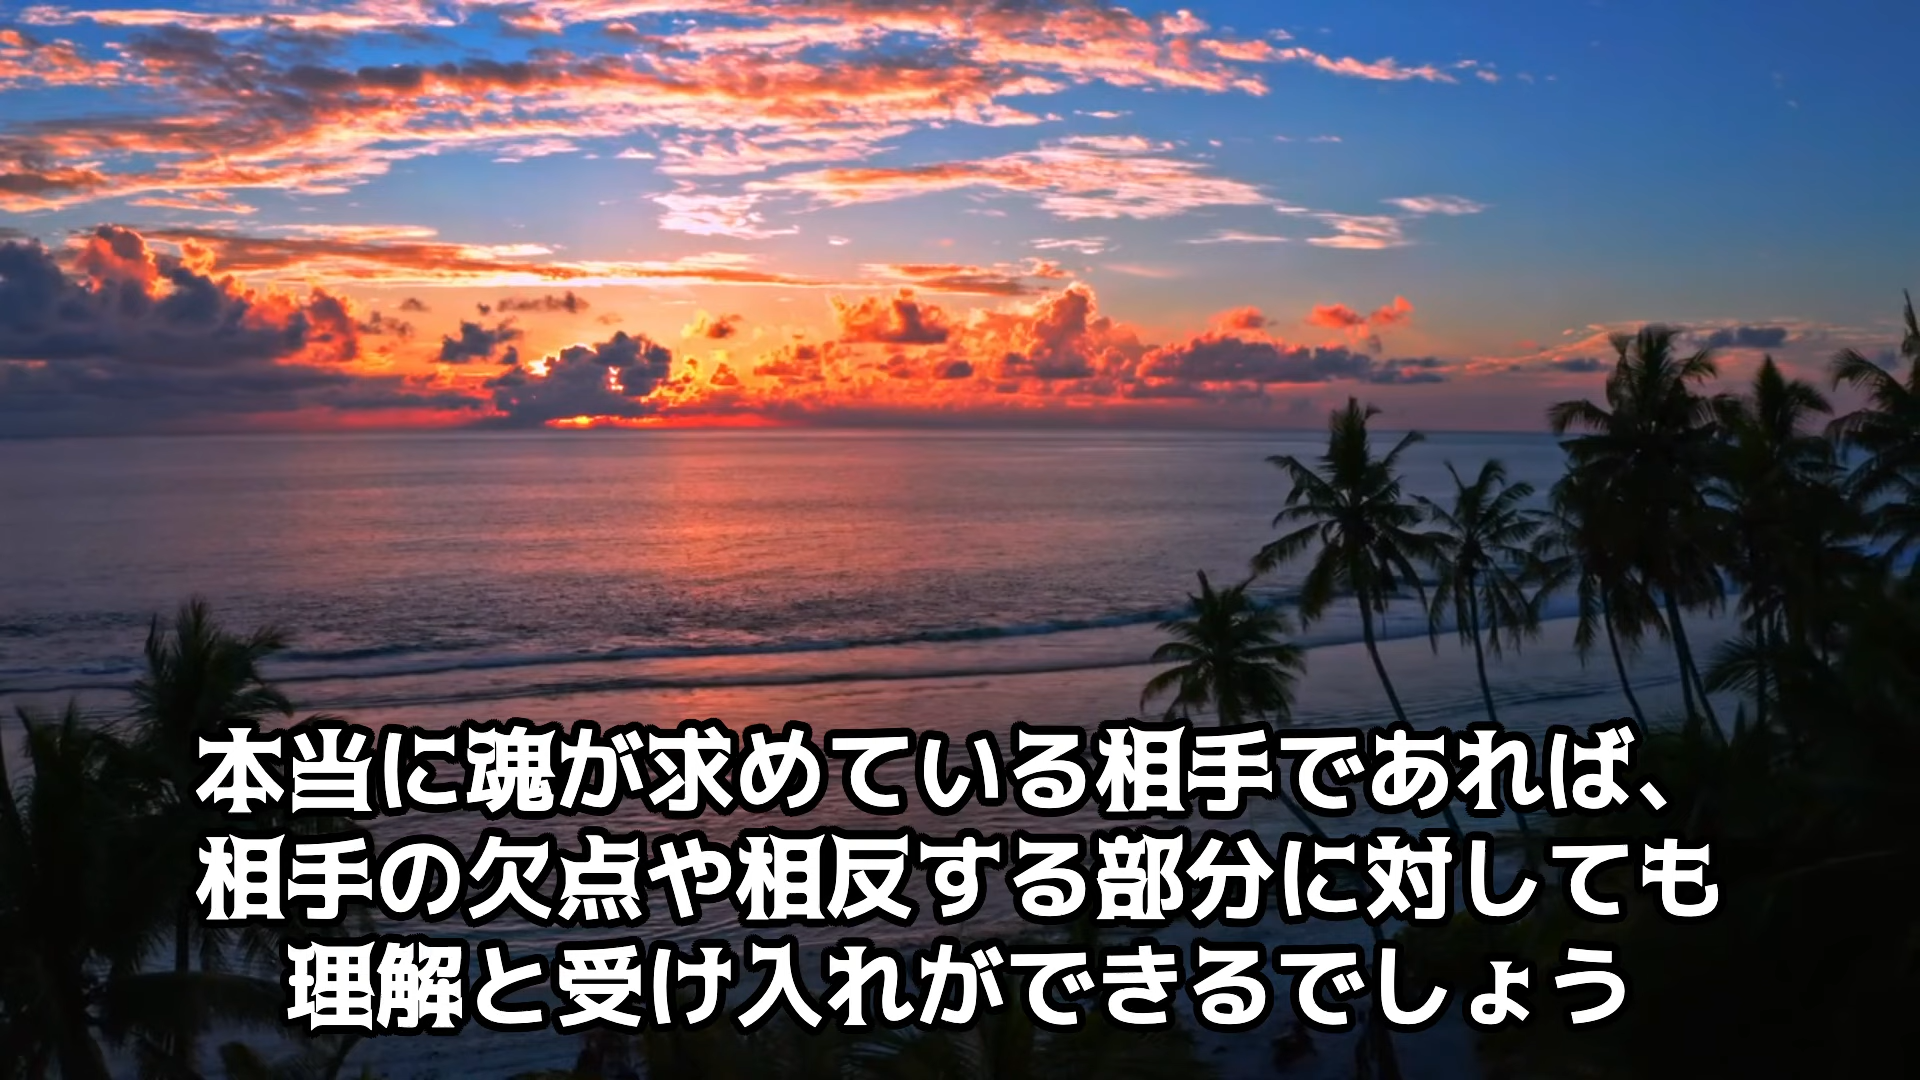 本当に魂が求めている相手であれば、
相手の欠点や相反する部分に対しても
理解と受け入れができるでしょう